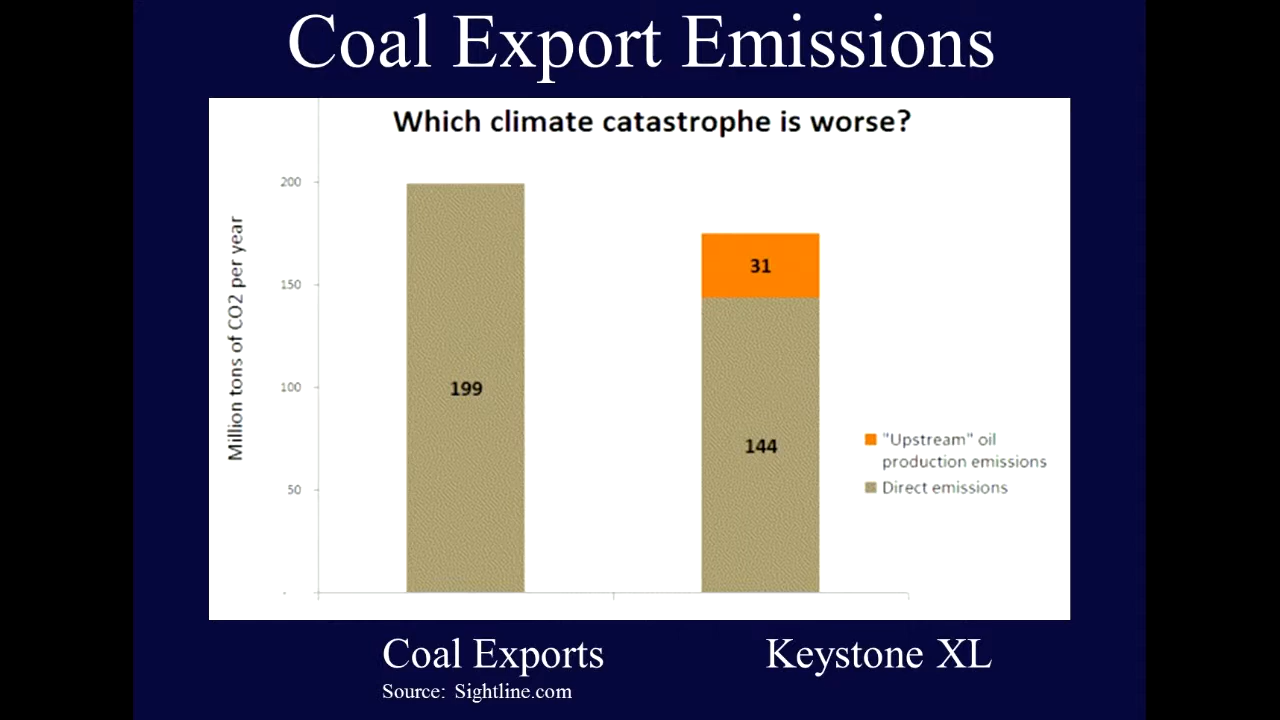 Coal Export Emissions
Which climate catastrophe is worse?
Million tons of CO2 per year
200
150
100
50
-
199
31
144
"Upstream" oil
production emissions
Direct emissions
Coal Exports
Keystone XL
Source: Sightline.com